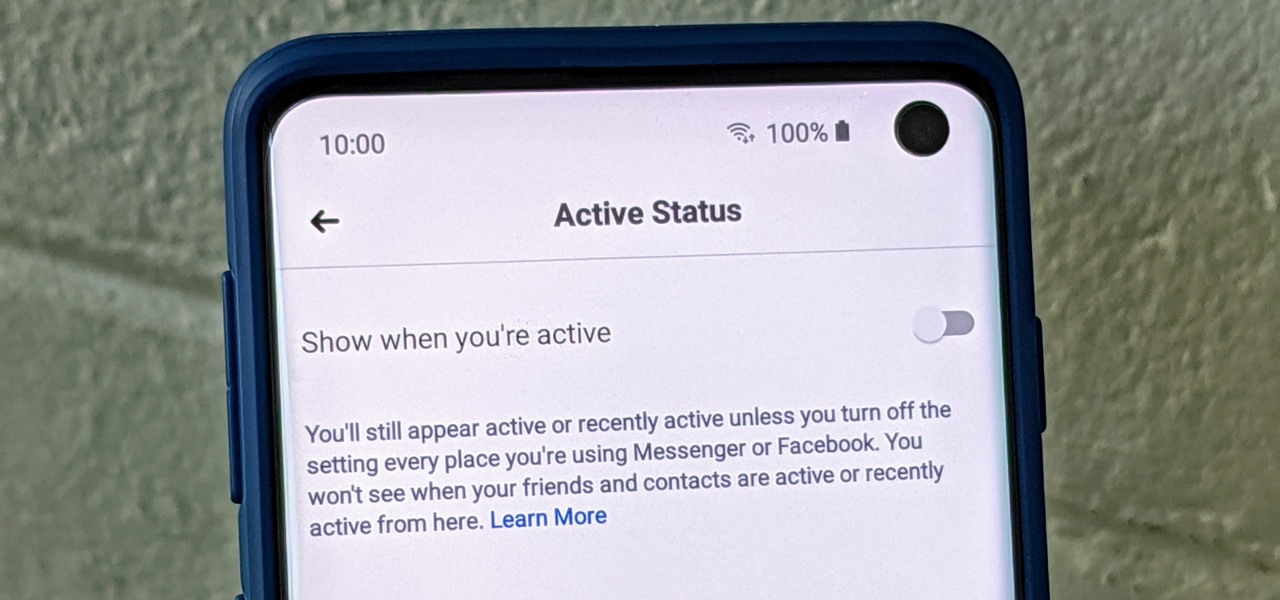 10:00 100%
Active Status
Show when you're active
You'll still appear active or recently active unless you turn off the
setting every place you're using Messenger or Facebook. You
won't see when your friends and contacts are active or recently
active from here. Learn More